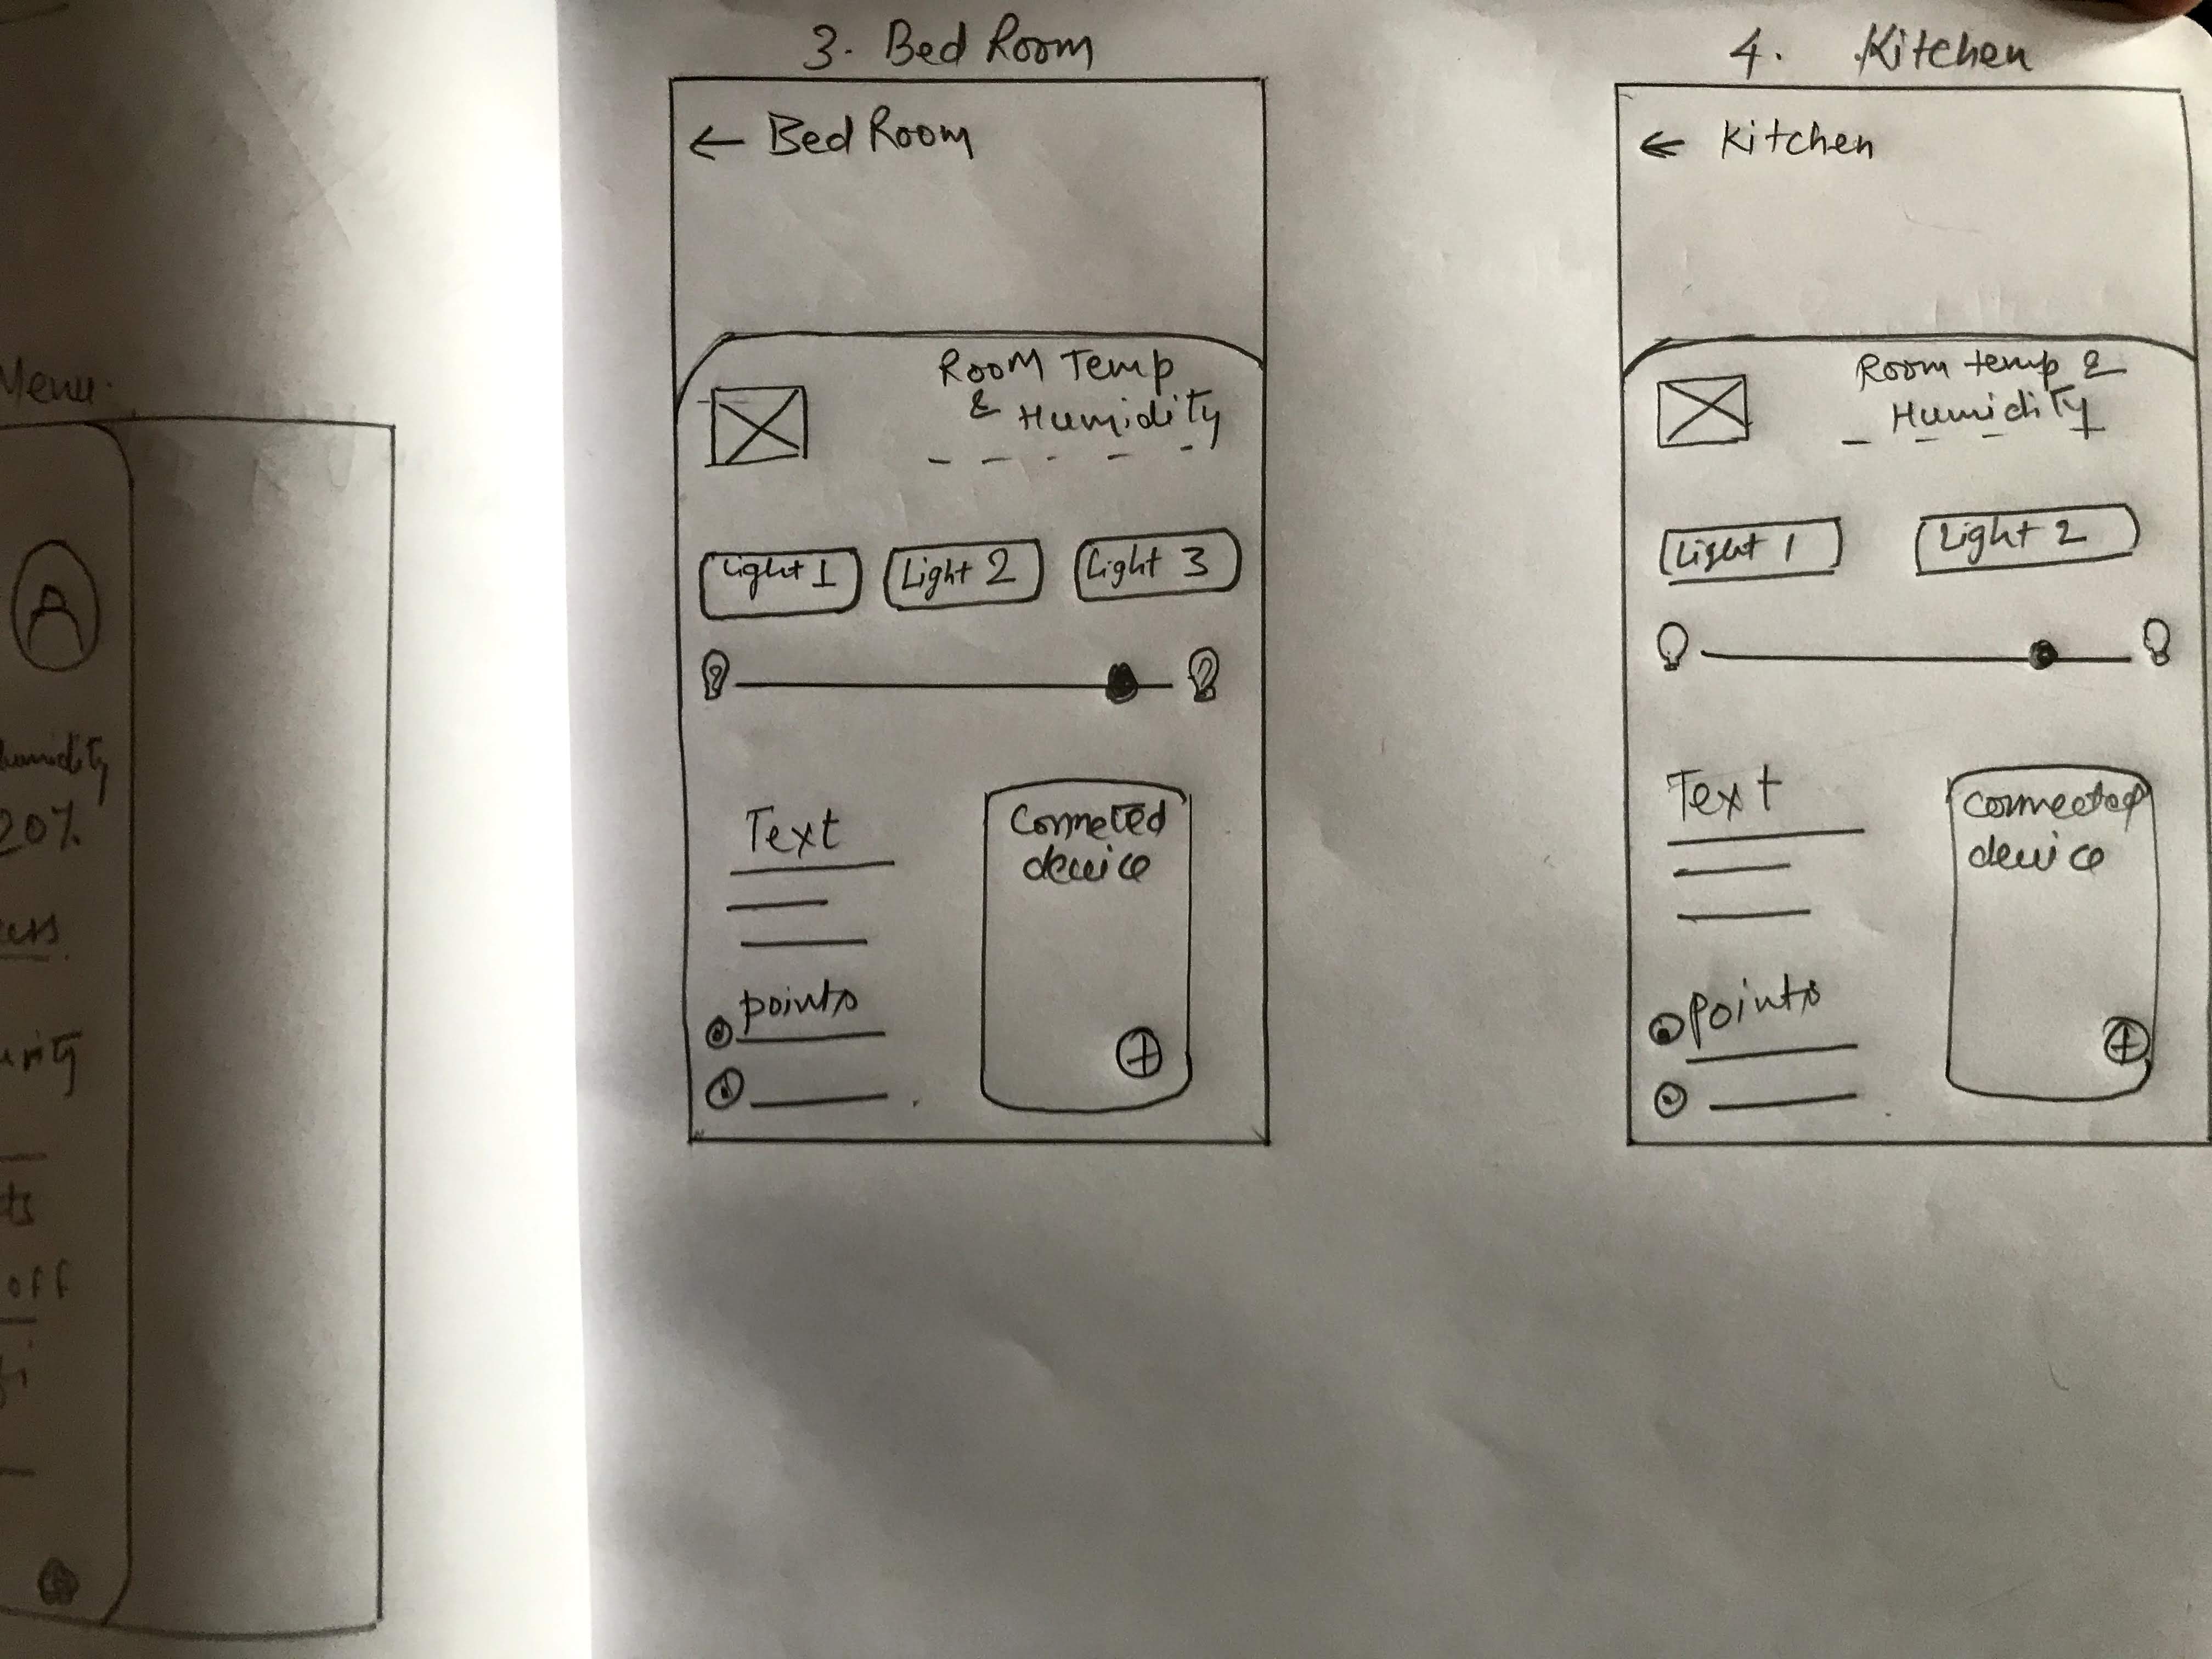 Menu.
A
Humidity
20%
off
3. Bed Room
← Bed Room
Room Temp
& Humidity
Light 1
Light 2
Light 3
Text
points
Connected
device
4. Kitchen
← Kitchen
Room temp &
Humidity
Light 1
Light 2
Text
Points
Connected
device